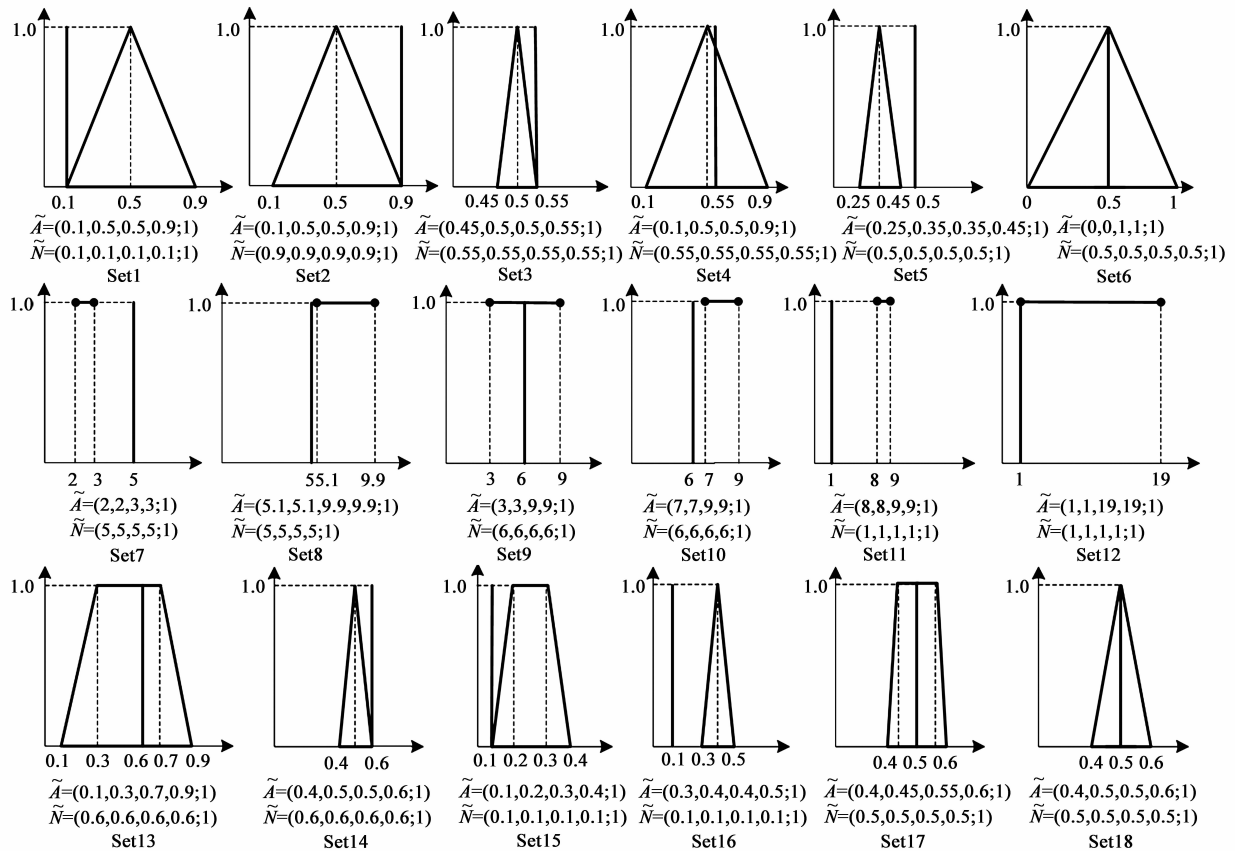 1.0 1.0 1.0 1.0 1.0 1.0
0.1 0.5 0.9 0.1 0.5 0.9 0.45 0.5 0.55 0.1 0.55 0.9 0.25 0.45 0.5 0 0.5 1
Ã=(0.1,0.5,0.5,0.9;1) Ã=(0.1,0.5,0.5,0.9;1) Ã=(0.45,0.5,0.5,0.55;1) Ã=(0.1,0.5,0.5,0.9;1) Ã=(0.25,0.35,0.35,0.45;1) Ã=(0,0,1,1;1)
Ñ=(0.1,0.1,0.1,0.1;1) Ñ=(0.9,0.9,0.9,0.9;1) Ñ=(0.55,0.55,0.55,0.55;1) Ñ=(0.55,0.55,0.55,0.55;1) Ñ=(0.5,0.5,0.5,0.5;1) Ñ=(0.5,0.5,0.5,0.5;1)
Set1 Set2 Set3 Set4 Set5 Set6
1.0 1.0 1.0 1.0 1.0 1.0
2 3 5 55.1 9.9 3 6 9 6 7 9 1 8 9 1 19
Ã=(2,2,3,3;1) Ã=(5.1,5.1,9.9,9.9;1) Ã=(3,3,9,9;1) Ã=(7,7,9,9;1) Ã=(8,8,9,9;1) Ã=(1,1,19,19;1)
Ñ=(5,5,5,5;1) Ñ=(5,5,5,5;1) Ñ=(6,6,6,6;1) Ñ=(6,6,6,6;1) Ñ=(1,1,1,1;1) Ñ=(1,1,1,1;1)
Set7 Set8 Set9 Set10 Set11 Set12
1.0 1.0 1.0 1.0 1.0 1.0
0.1 0.3 0.6 0.7 0.9 0.4 0.6 0.1 0.2 0.3 0.4 0.1 0.3 0.5 0.4 0.5 0.6 0.4 0.5 0.6
Ã=(0.1,0.3,0.7,0.9;1) Ã=(0.4,0.5,0.5,0.6;1) Ã=(0.1,0.2,0.3,0.4;1) Ã=(0.3,0.4,0.4,0.5;1) Ã=(0.4,0.45,0.55,0.6;1) Ã=(0.4,0.5,0.5,0.6;1)
Ñ=(0.6,0.6,0.6,0.6;1) Ñ=(0.6,0.6,0.6,0.6;1) Ñ=(0.1,0.1,0.1,0.1;1) Ñ=(0.1,0.1,0.1,0.1;1) Ñ=(0.5,0.5,0.5,0.5;1) Ñ=(0.5,0.5,0.5,0.5;1)
Set13 Set14 Set15 Set16 Set17 Set18